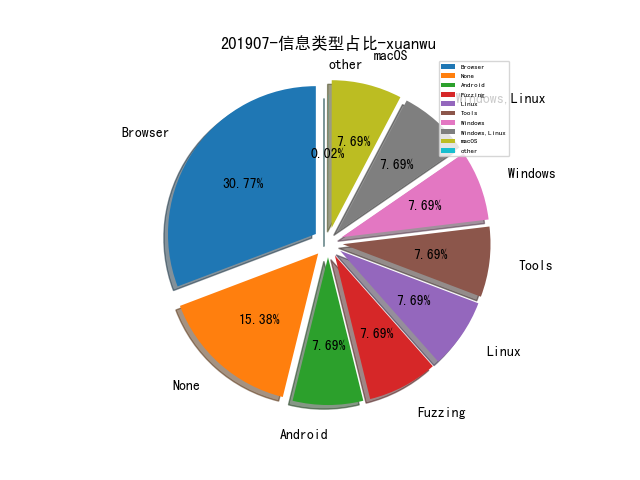 201907-信息类型占比-xuanwu
other
macOS
Windows,Linux
Browser
Windows
Tools
Linux
Fuzzing
Android
None
30.77%
15.38%
7.69%
7.69%
7.69%
7.69%
7.69%
7.69%
7.69%
0.02%
Browser
None
Android
Fuzzing
Linux
Tools
Windows
Windows,Linux
macOS
other